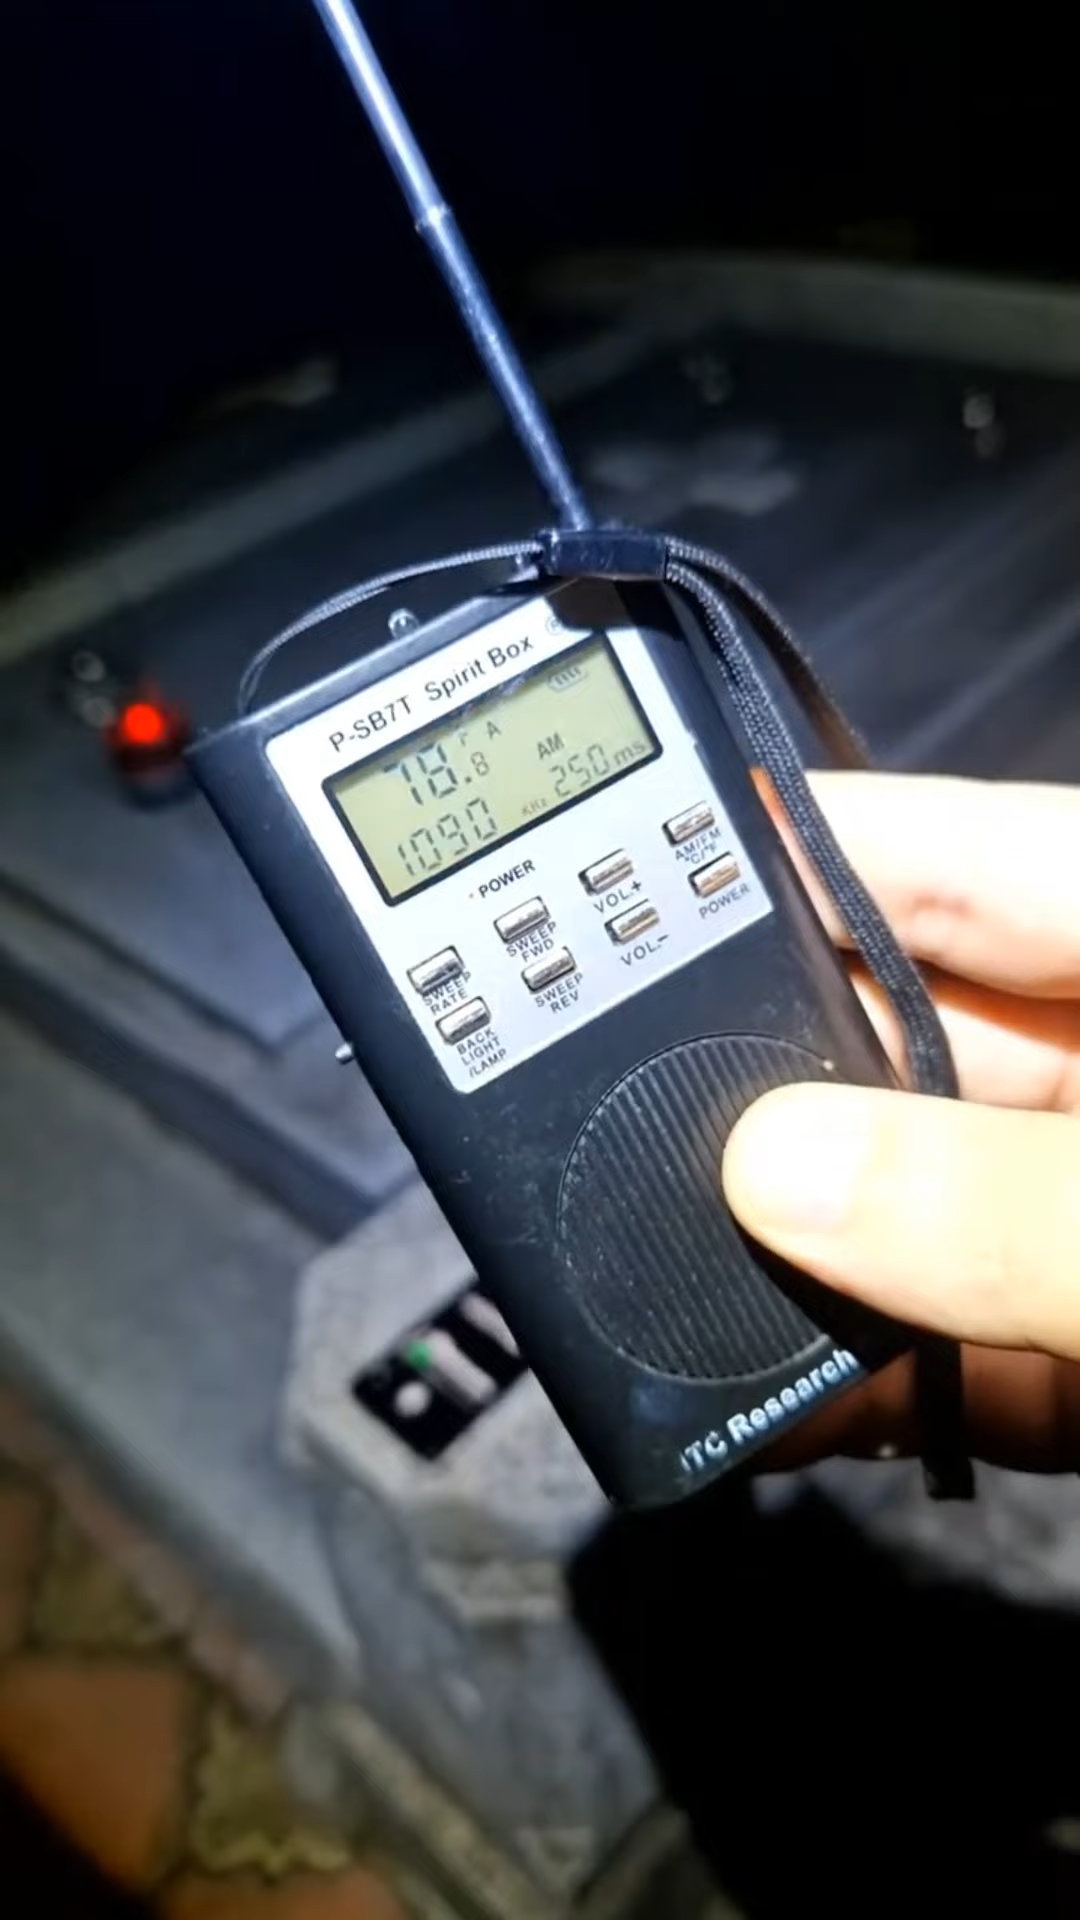 P-SB7T Spirit Box
78.8 °F A
AM
1090 KHz 250 ms
POWER
SWEEP RATE
SWEEP FWD
VOL.+
AM/FM
°C/°F
BACK LIGHT /LAMP
SWEEP REV
VOL.-
POWER
ITC Research